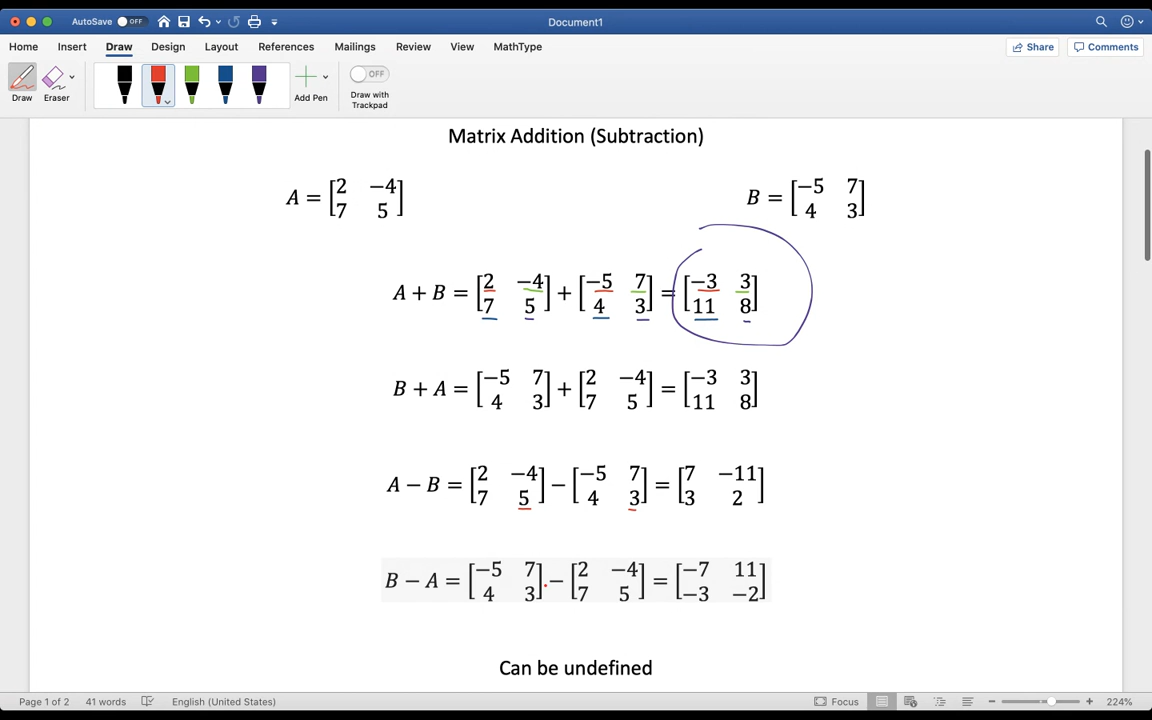 AutoSave OFF Document1
Home Insert Draw Design Layout References Mailings Review View MathType Share Comments
Draw Eraser Add Pen OFF Draw with Trackpad
Matrix Addition (Subtraction)
A = [2 −4; 7 5] B = [−5 7; 4 3]
A + B = [2 −4; 7 5] + [−5 7; 4 3] = [−3 3; 11 8]
B + A = [−5 7; 4 3] + [2 −4; 7 5] = [−3 3; 11 8]
A − B = [2 −4; 7 5] − [−5 7; 4 3] = [7 −11; 3 2]
B − A = [−5 7; 4 3] − [2 −4; 7 5] = [−7 11; −3 −2]
Can be undefined
Page 1 of 2 41 words English (United States) Focus 224%